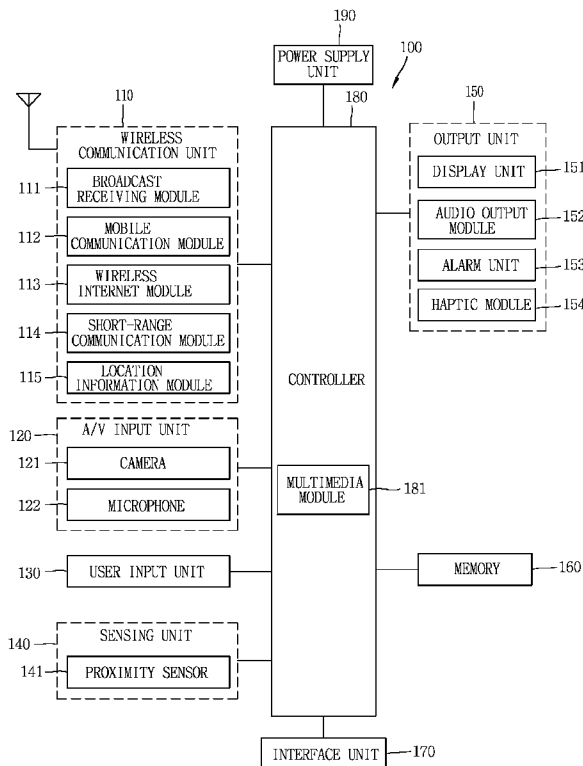 190
POWER SUPPLY
UNIT
100
110
180
150
WIRELESS
COMMUNICATION UNIT
111
BROADCAST
RECEIVING MODULE
112
MOBILE
COMMUNICATION MODULE
113
WIRELESS
INTERNET MODULE
114
SHORT-RANGE
COMMUNICATION MODULE
115
LOCATION
INFORMATION MODULE
120
A/V INPUT UNIT
121
CAMERA
122
MICROPHONE
130
USER INPUT UNIT
140
SENSING UNIT
141
PROXIMITY SENSOR
CONTROLLER
MULTIMEDIA
MODULE
181
OUTPUT UNIT
DISPLAY UNIT
151
AUDIO OUTPUT
MODULE
152
ALARM UNIT
153
HAPTIC MODULE
154
MEMORY
160
INTERFACE UNIT
170